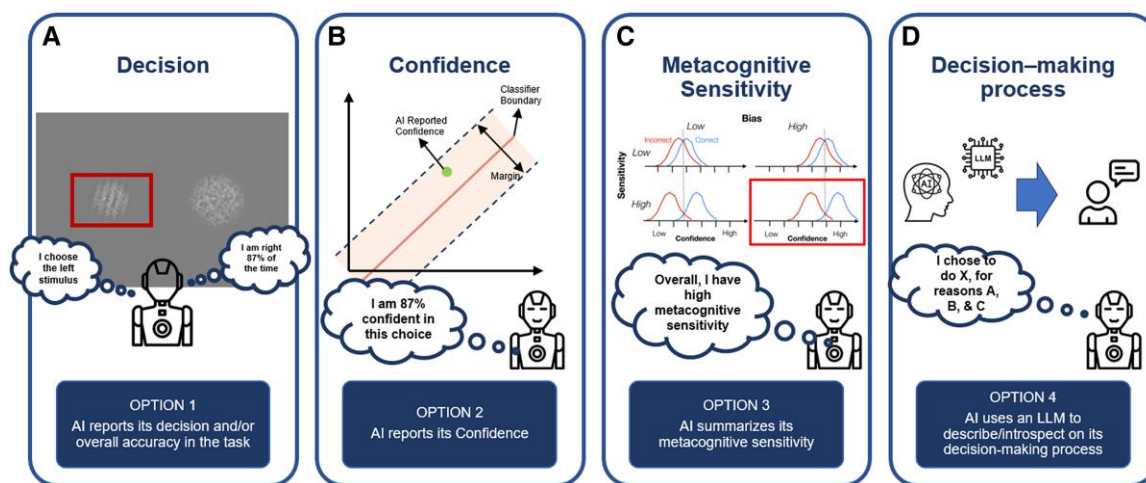 A
Decision
I choose
the left
stimulus
I am right
87% of
the time
OPTION 1
AI reports its decision and/or
overall accuracy in the task
B
Confidence
Classifier
Boundary
AI Reported
Confidence
Margin
I am 87%
confident in
this choice
OPTION 2
AI reports its Confidence
C
Metacognitive
Sensitivity
Bias
Low
High
Incorrect
Correct
Low
Sensitivity
High
Low
Confidence
High
Low
Confidence
High
Overall, I have
high
metacognitive
sensitivity
OPTION 3
AI summarizes its
metacognitive sensitivity
D
Decision–making
process
AI
LLM
I chose to
do X, for
reasons A,
B, & C
OPTION 4
AI uses an LLM to
describe/introspect on its
decision-making process